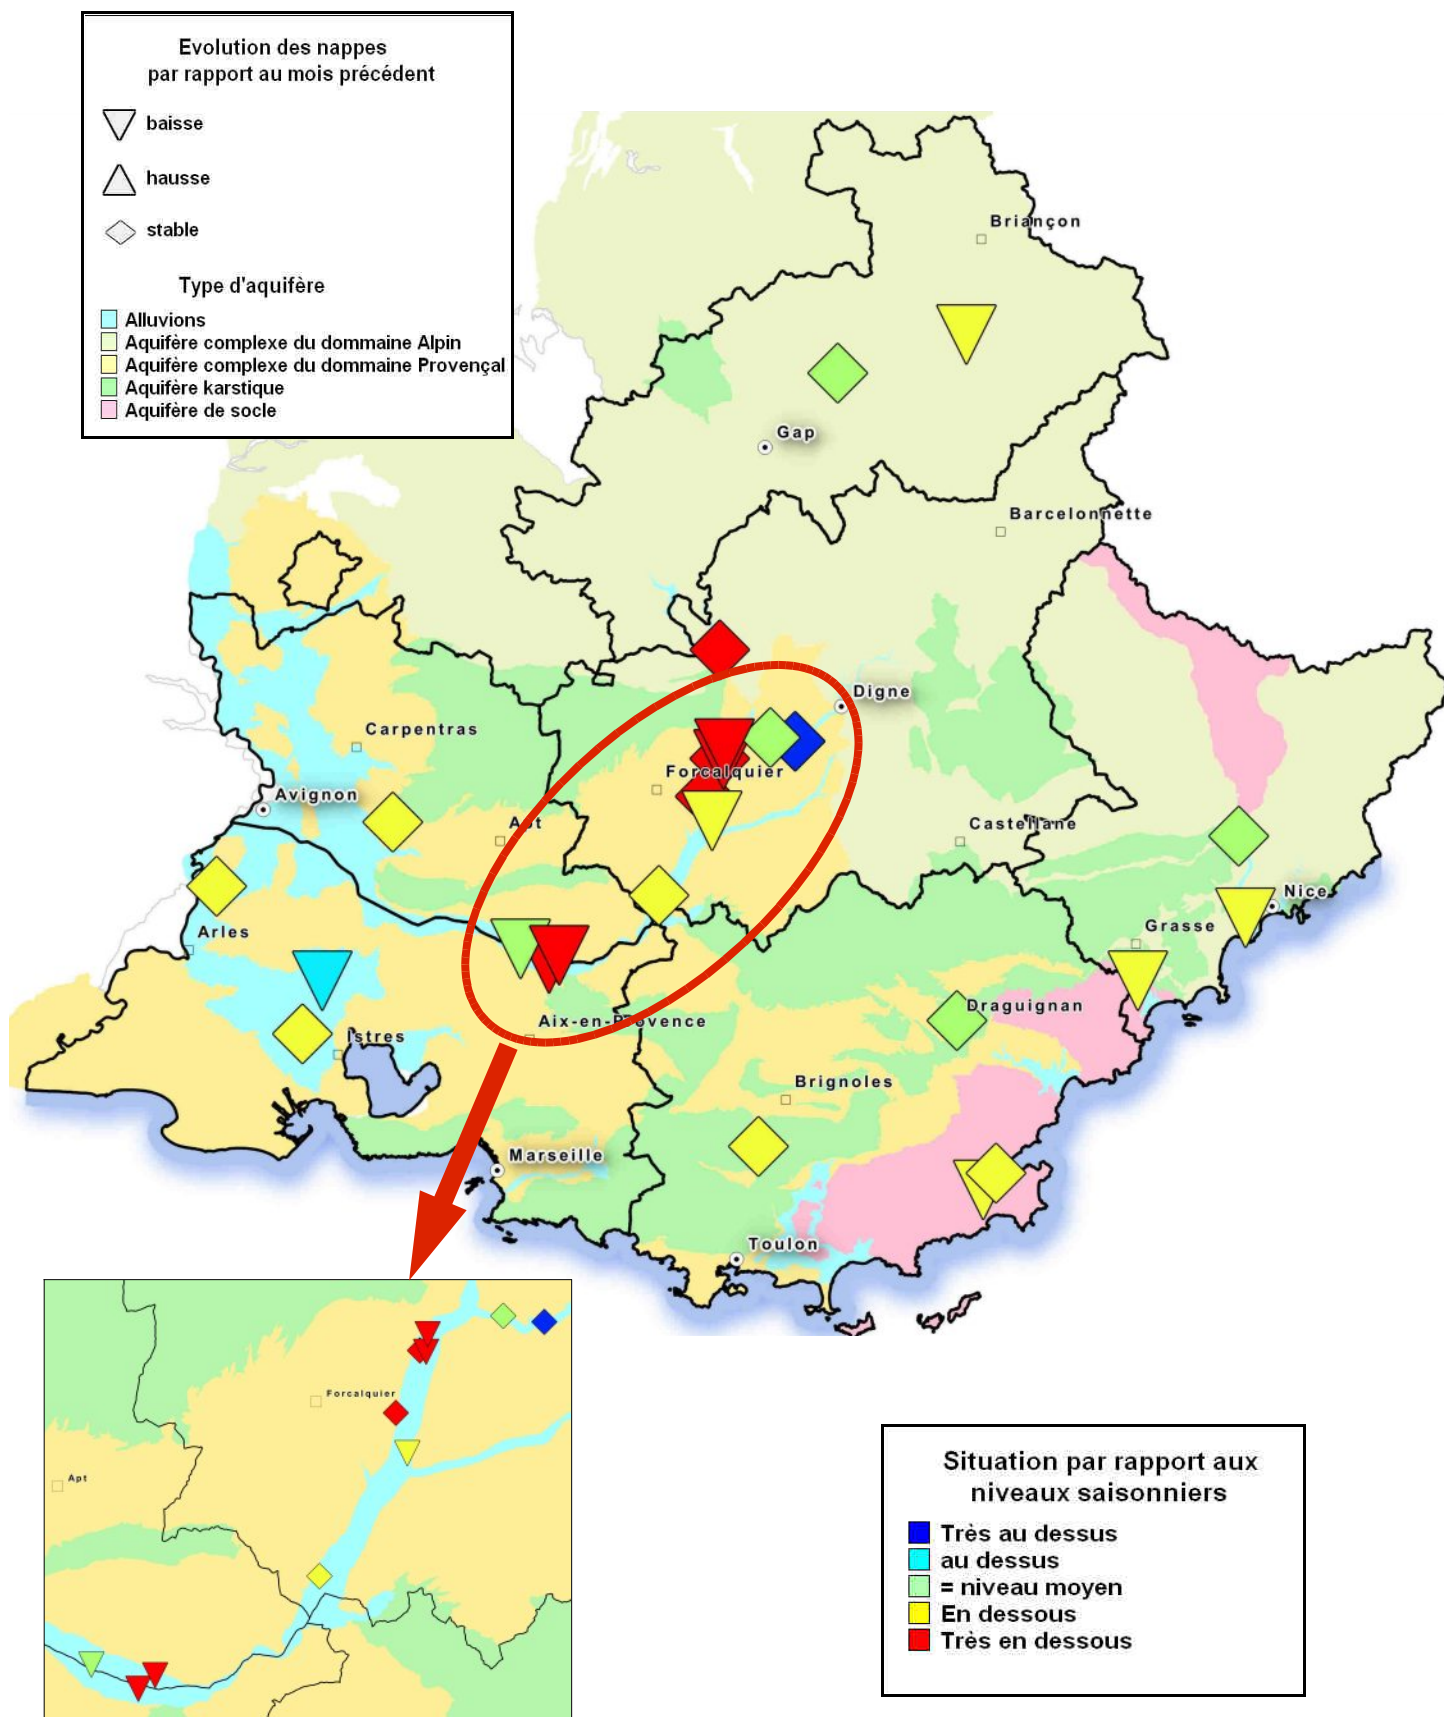 Evolution des nappes
par rapport au mois précédent
baisse
hausse
stable
Type d'aquifère
Alluvions
Aquifère complexe du dommaine Alpin
Aquifère complexe du dommaine Provençal
Aquifère karstique
Aquifère de socle
Briançon
Gap
Barcelonnette
Digne
Carpentras
Forcalquier
Avignon
Apt
Castellane
Nice
Grasse
Arles
Draguignan
Aix-en-Provence
Istres
Brignoles
Marseille
Toulon
Forcalquier
Apt
Situation par rapport aux
niveaux saisonniers
Très au dessus
au dessus
= niveau moyen
En dessous
Très en dessous